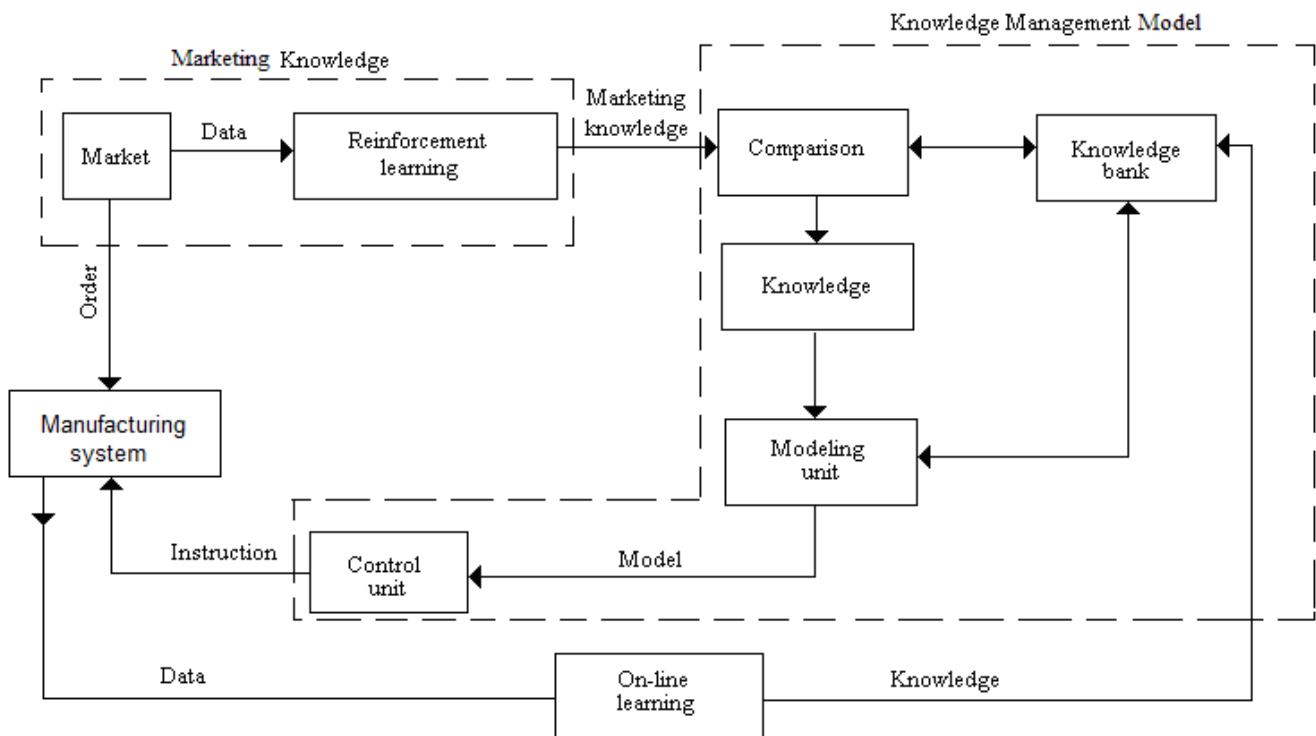 Knowledge Management Model
Marketing Knowledge
Marketing
knowledge
Market
Data
Reinforcement
learning
Comparison
Knowledge
bank
Order
Knowledge
Manufacturing
system
Modeling
unit
Instruction
Control
unit
Model
Data
On-line
learning
Knowledge